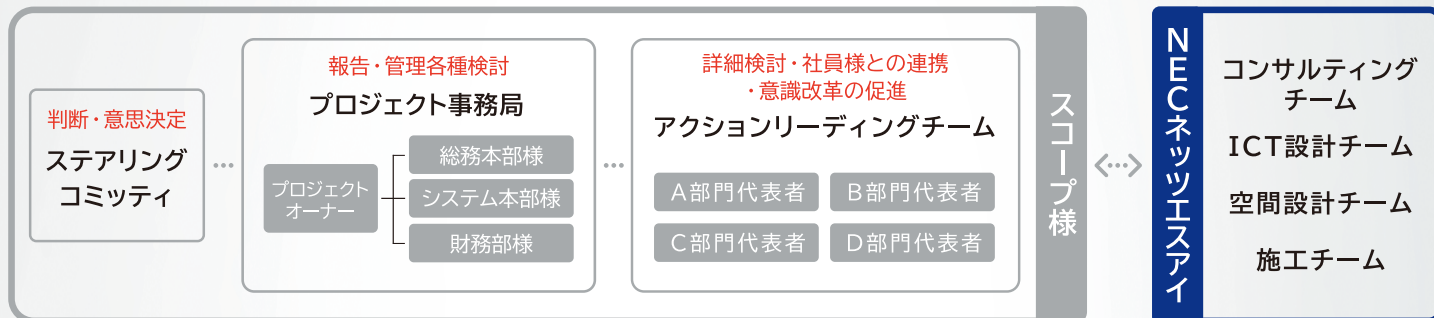 判断・意思決定
ステアリング
コミッティ
報告・管理各種検討
プロジェクト事務局
プロジェクト
オーナー
総務本部様
システム本部様
財務部様
詳細検討・社員様との連携
・意識改革の促進
アクションリーディングチーム
A部門代表者
B部門代表者
C部門代表者
D部門代表者
スコープ様
NECネッツエスアイ
コンサルティング
チーム
ICT設計チーム
空間設計チーム
施工チーム